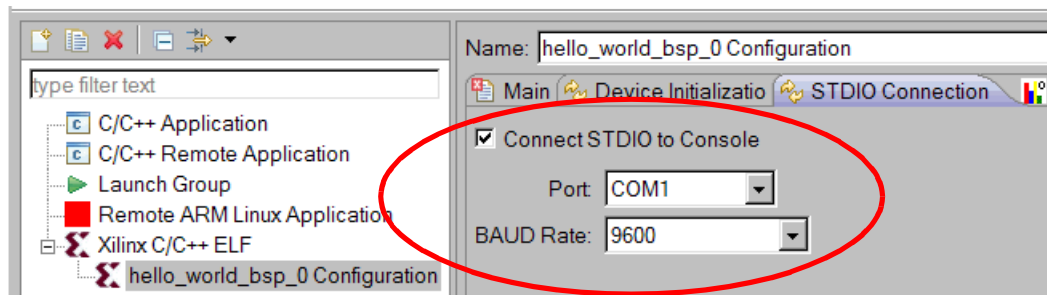 type filter text
C/C++ Application
C/C++ Remote Application
Launch Group
Remote ARM Linux Application
Xilinx C/C++ ELF
hello_world_bsp_0 Configuration
Name: hello_world_bsp_0 Configuration
Main Device Initializatio STDIO Connection
Connect STDIO to Console
Port: COM1
BAUD Rate: 9600